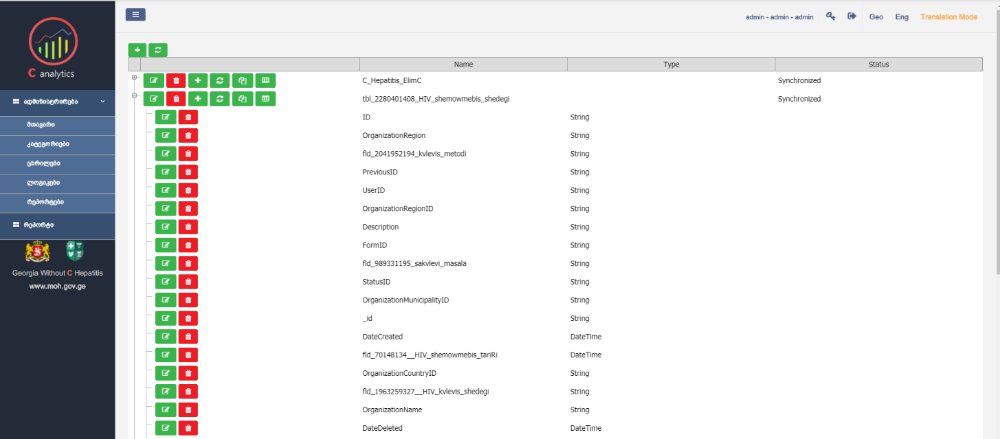 admin - admin - admin
Geo
Eng
Translation Mode
C analytics
ადმინისტრირება
მთავარი
კატეგორიები
ცხრილები
ლოგიკები
რეპორტები
რეპორტი
Georgia Without C Hepatitis
www.moh.gov.ge
Name Type Status
C_Hepatitis_ElimC Synchronized
tbl_2280401408_HIV_shemowmebis_shedegi Synchronized
ID String
OrganizationRegion String
fld_2041952194_kvlevis_metodi String
PreviousID String
UserID String
OrganizationRegionID String
Description String
FormID String
fld_989331195_sakvlevi_masala String
StatusID String
OrganizationMunicipalityID String
_id String
DateCreated DateTime
fld_70148134__HIV_shemowmebis_tariRi DateTime
OrganizationCountryID String
fld_1963259327__HIV_kvlevis_shedegi String
OrganizationName String
DateDeleted DateTime